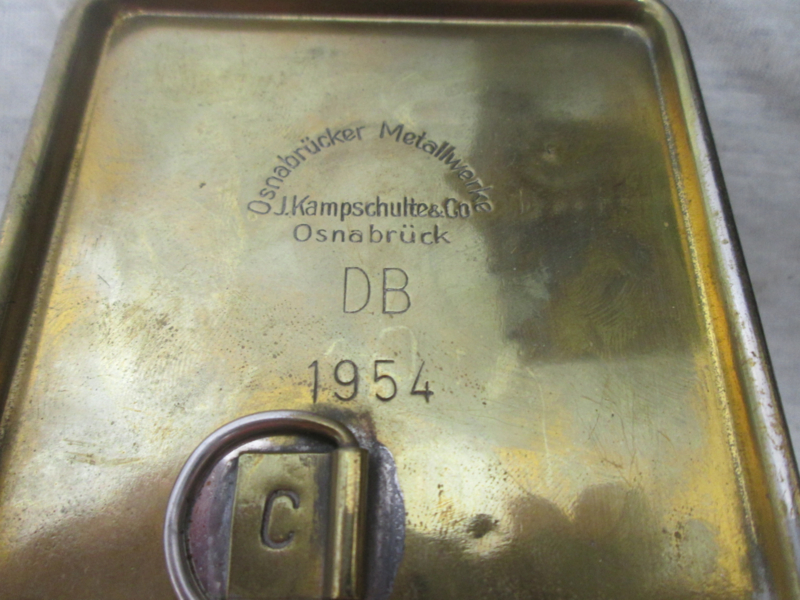 Osnabrücker Metallwerke
J.Kampschulte&Co
Osnabrück
DB
1954
C